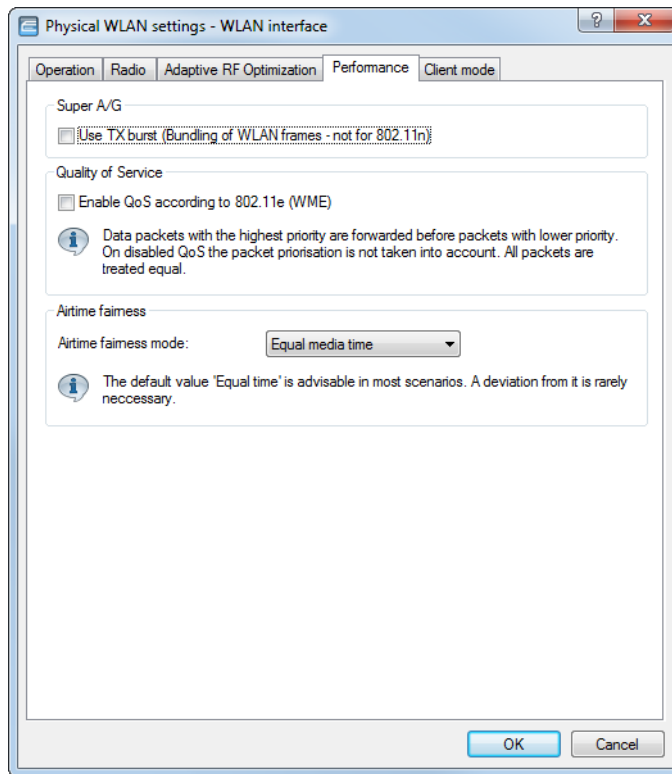 Physical WLAN settings - WLAN interface
Operation
Radio
Adaptive RF Optimization
Performance
Client mode
Super A/G
Use TX burst (Bundling of WLAN frames - not for 802.11n)
Quality of Service
Enable QoS according to 802.11e (WME)
Data packets with the highest priority are forwarded before packets with lower priority.
On disabled QoS the packet priorisation is not taken into account. All packets are
treated equal.
Airtime fairness
Airtime fairness mode:
Equal media time
The default value 'Equal time' is advisable in most scenarios. A deviation from it is rarely
neccessary.
OK
Cancel